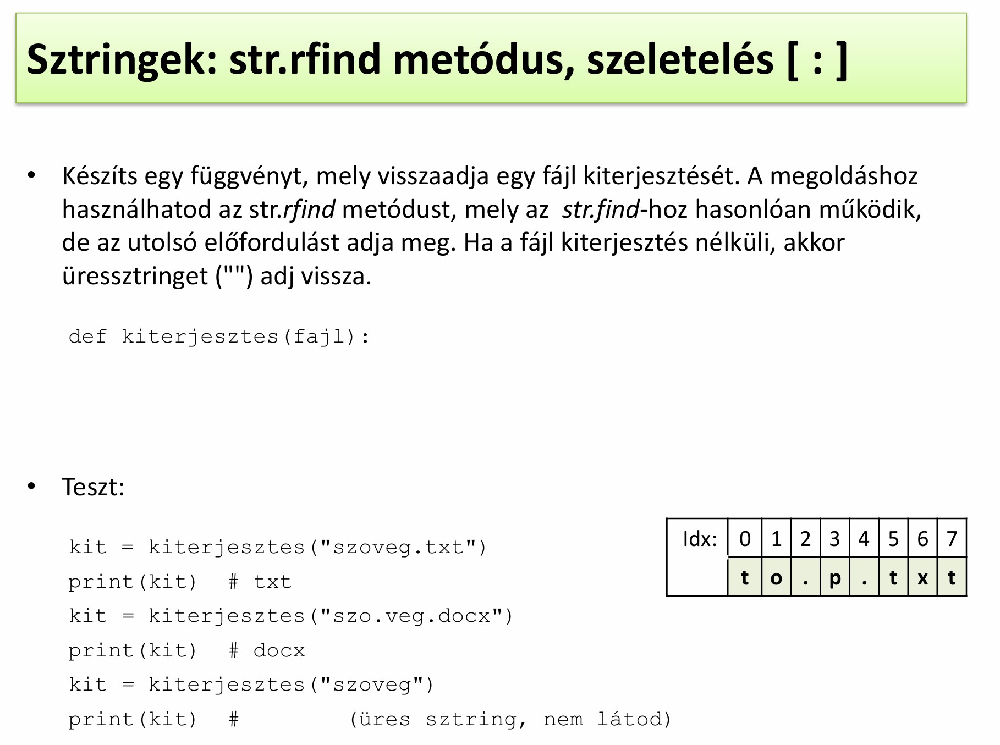 Sztringek: str.rfind metódus, szeletelés [ : ]
• Készíts egy függvényt, mely visszaadja egy fájl kiterjesztését. A megoldáshoz
használhatod az str.rfind metódust, mely az str.find-hoz hasonlóan működik,
de az utolsó előfordulást adja meg. Ha a fájl kiterjesztés nélküli, akkor
üressztringet ("") adj vissza.
def kiterjesztes(fajl):
• Teszt:
kit = kiterjesztes("szoveg.txt")
print(kit)  # txt
kit = kiterjesztes("szo.veg.docx")
print(kit)  # docx
kit = kiterjesztes("szoveg")
print(kit)  #        (üres sztring, nem látod)
Idx: 0 1 2 3 4 5 6 7
t o . p . t x t